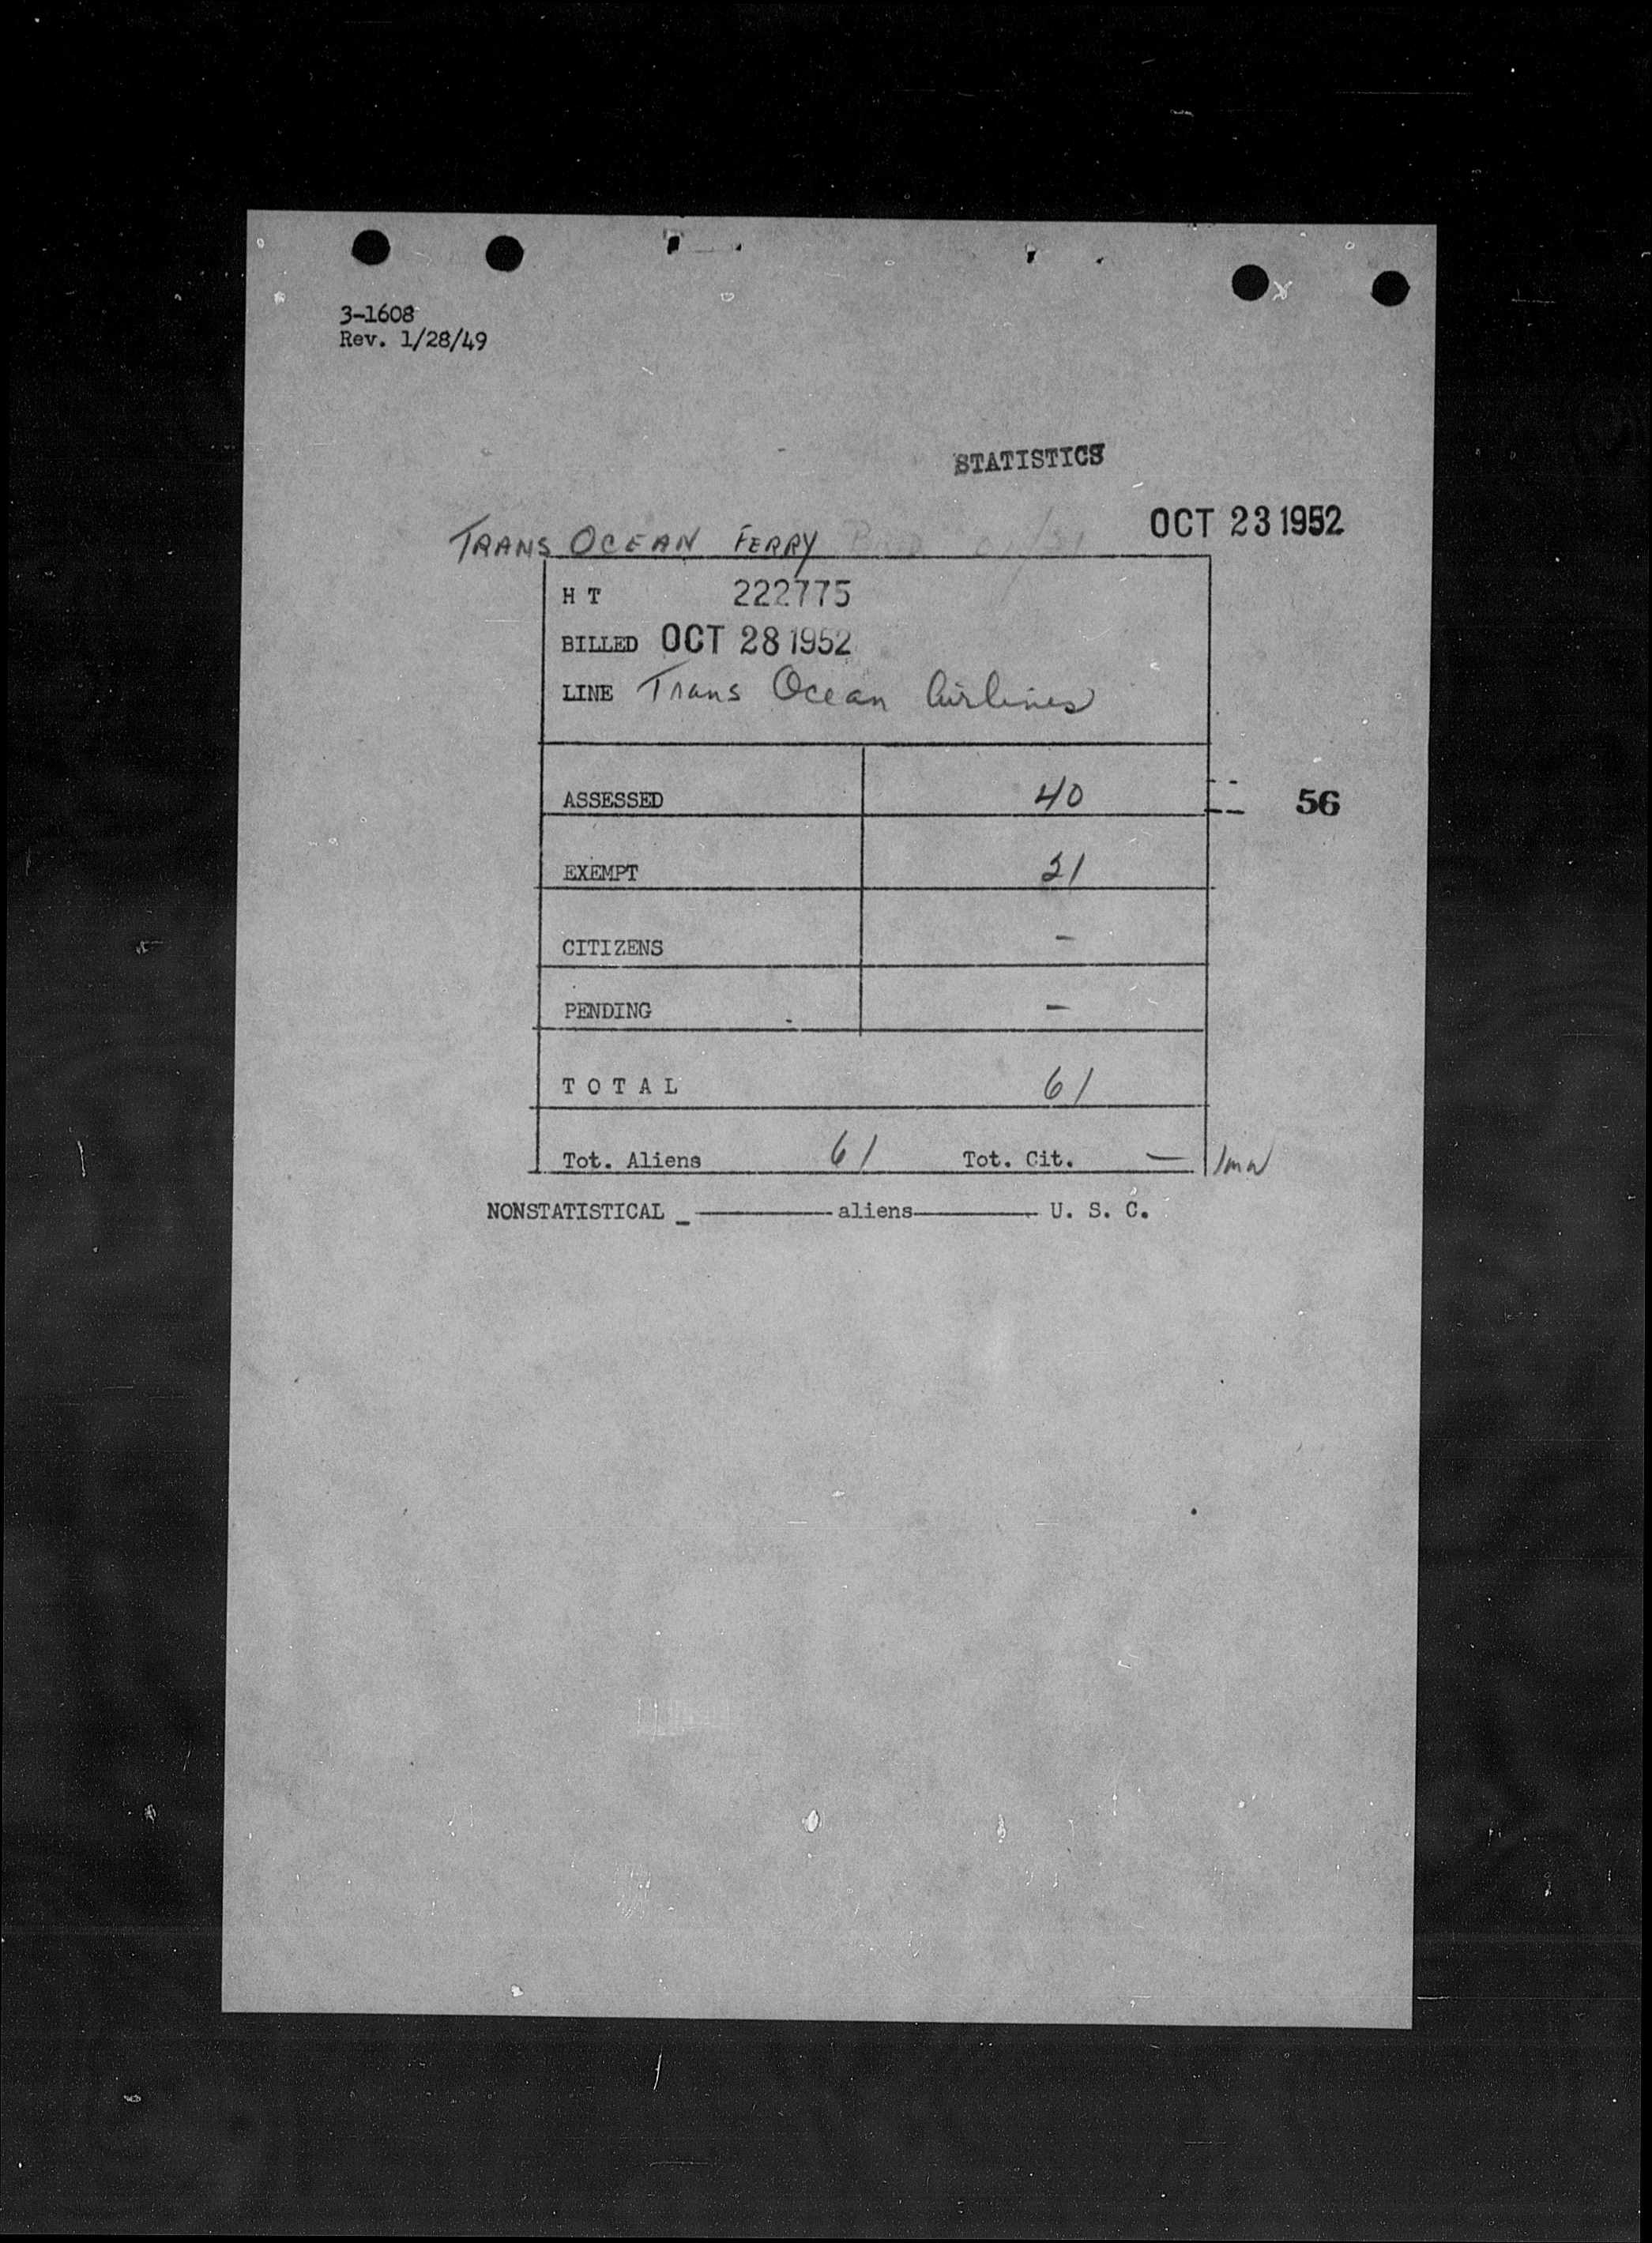 3-1608
Rev. 1/28/49
STATISTICS
OCT 23 1952
TRANS OCEAN FERRY
H T 222775
BILLED OCT 28 1952
LINE Trans Ocean Airlines
ASSESSED 40
56
EXEMPT 21
CITIZENS -
PENDING -
T O T A L 61
Tot. Aliens 61 Tot. Cit. —
NONSTATISTICAL _ ——— aliens ——— U. S. C.